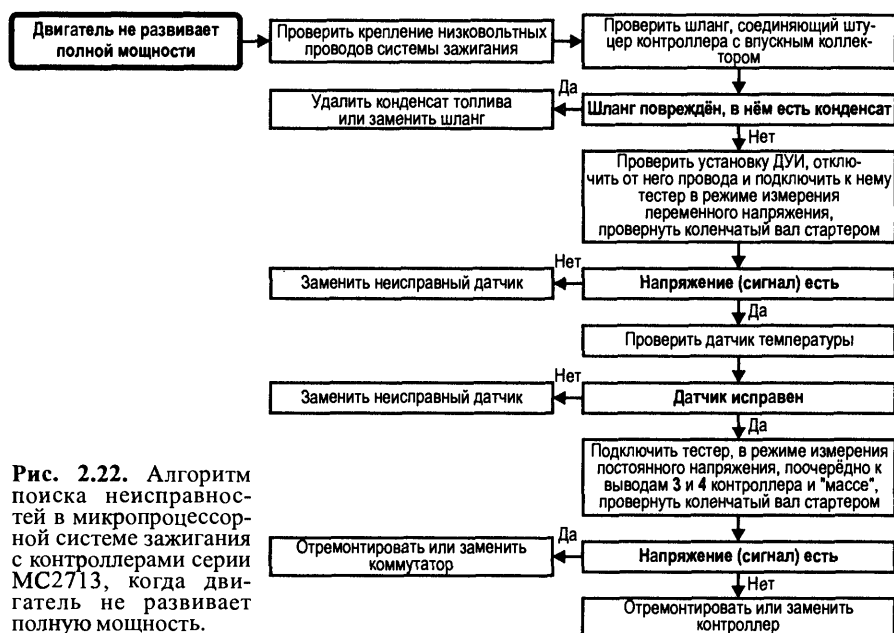 Двигатель не развивает
полной мощности
Проверить крепление низковольтных
проводов системы зажигания
Проверить шланг, соединяющий шту-
цер контроллера с впускным коллек-
тором
Да
Удалить конденсат топлива
или заменить шланг
Шланг повреждён, в нём есть конденсат
Нет
Проверить установку ДУИ, отклю-
чить от него провода и подключить к нему
тестер в режиме измерения
переменного напряжения,
провернуть коленчатый вал стартером
Нет
Заменить неисправный датчик
Напряжение (сигнал) есть
Да
Проверить датчик температуры
Нет
Заменить неисправный датчик
Датчик исправен
Да
Подключить тестер, в режиме измерения
постоянного напряжения, поочерёдно к
выводам 3 и 4 контроллера и "массе",
провернуть коленчатый вал стартером
Да
Отремонтировать или заменить
коммутатор
Напряжение (сигнал) есть
Нет
Отремонтировать или заменить
контроллер
Рис. 2.22. Алгоритм
поиска неисправнос-
тей в микропроцессор-
ной системе зажигания
с контроллерами серии
МС2713, когда дви-
гатель не развивает
полную мощность.